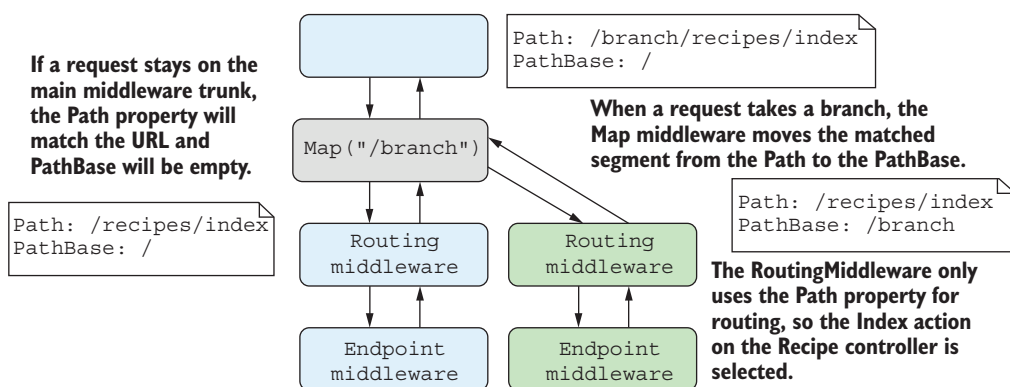 Path: /branch/recipes/index
PathBase: /
If a request stays on the
main middleware trunk,
the Path property will
match the URL and
PathBase will be empty.
When a request takes a branch, the
Map middleware moves the matched
segment from the Path to the PathBase.
Map("/branch")
Path: /recipes/index
PathBase: /
Path: /recipes/index
PathBase: /branch
Routing
middleware
Routing
middleware
The RoutingMiddleware only
uses the Path property for
routing, so the Index action
on the Recipe controller is
selected.
Endpoint
middleware
Endpoint
middleware